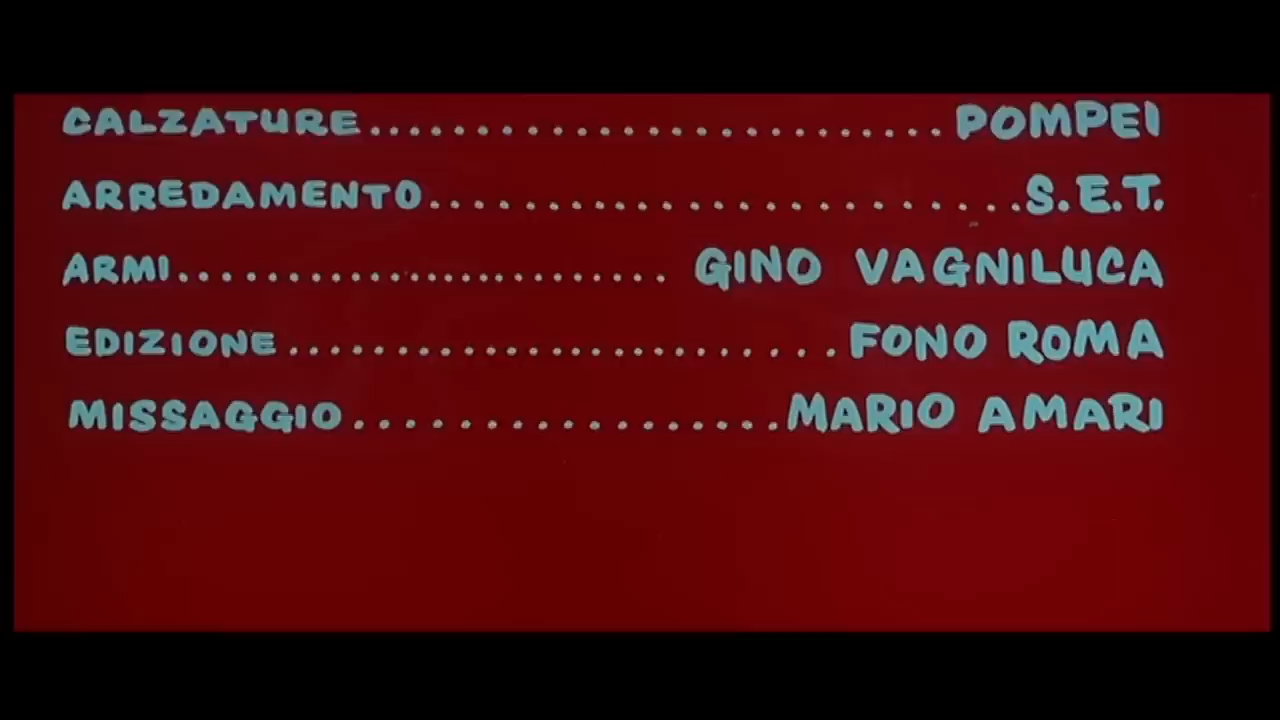 CALZATURE........................POMPEI
ARREDAMENTO.....................S.E.T.
ARMI..................... GINO VAGNILUCA
EDIZIONE.......................FONO ROMA
MISSAGGIO.................MARIO AMARI